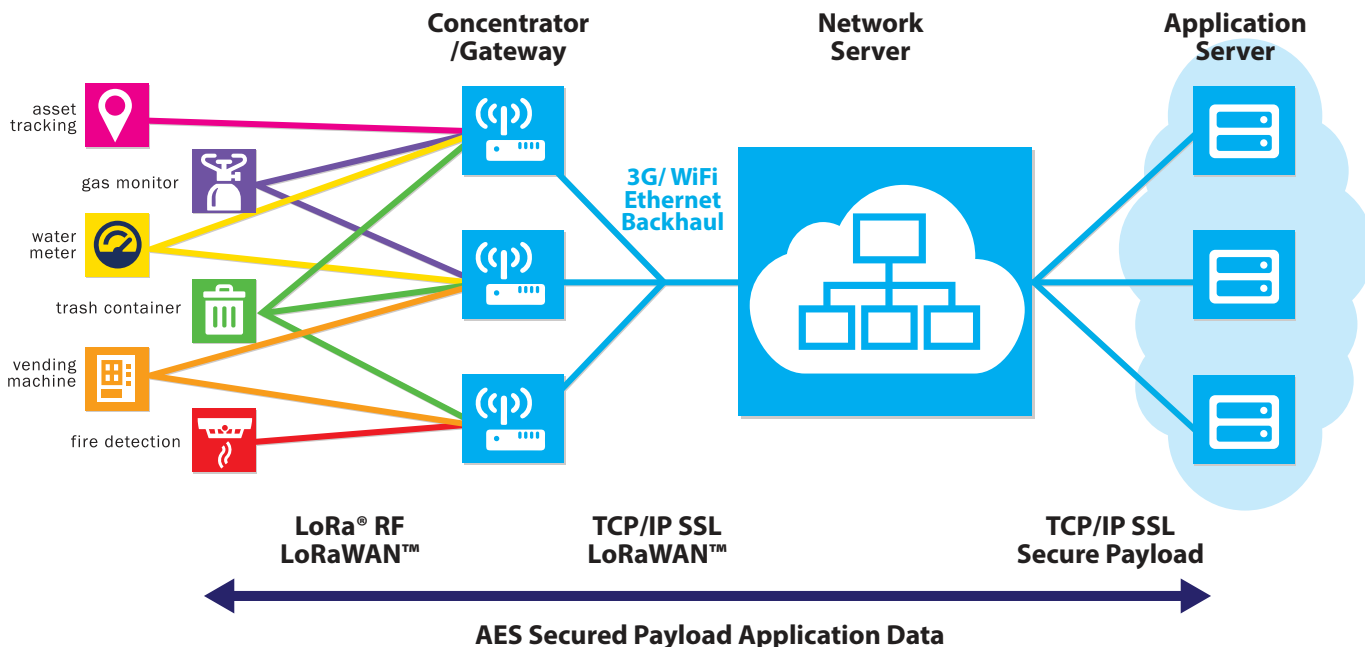 Concentrator
/Gateway
Network
Server
Application
Server
asset
tracking
gas monitor
water
meter
trash container
vending
machine
fire detection
3G/ WiFi
Ethernet
Backhaul
LoRa® RF
LoRaWAN™
TCP/IP SSL
LoRaWAN™
TCP/IP SSL
Secure Payload
AES Secured Payload Application Data